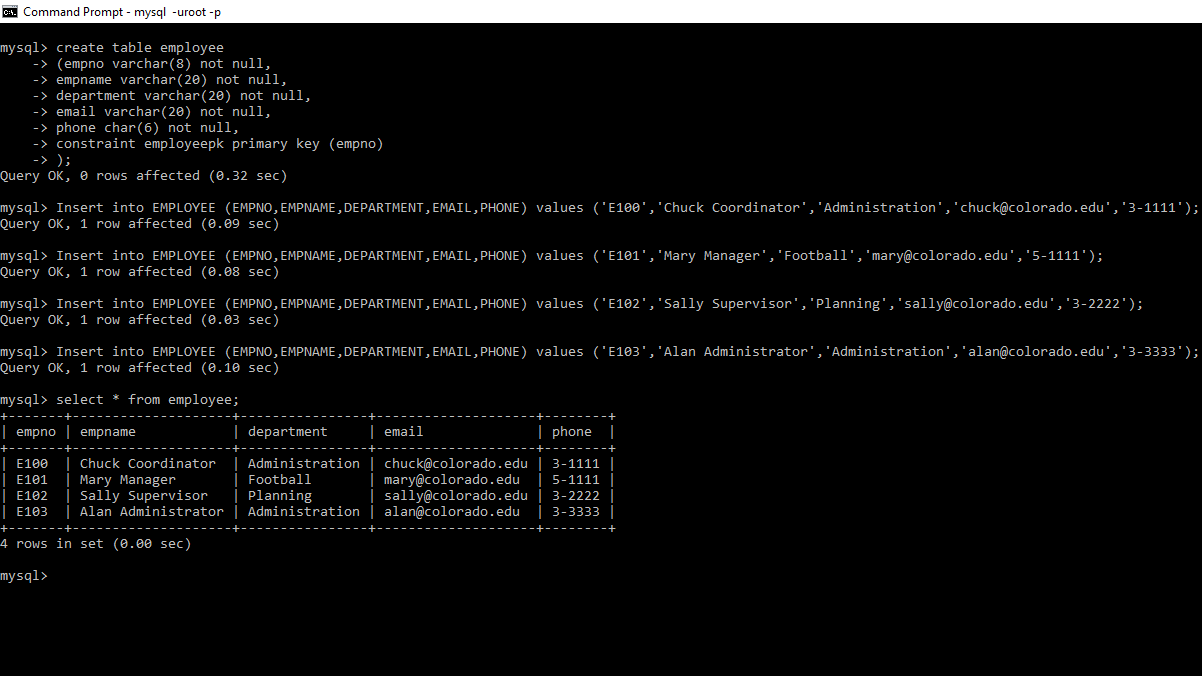 Command Prompt - mysql  -uroot -p
mysql> create table employee
    -> (empno varchar(8) not null,
    -> empname varchar(20) not null,
    -> department varchar(20) not null,
    -> email varchar(20) not null,
    -> phone char(6) not null,
    -> constraint employeepk primary key (empno)
    -> );
Query OK, 0 rows affected (0.32 sec)
mysql> Insert into EMPLOYEE (EMPNO,EMPNAME,DEPARTMENT,EMAIL,PHONE) values ('E100','Chuck Coordinator','Administration','chuck@colorado.edu','3-1111');
Query OK, 1 row affected (0.09 sec)
mysql> Insert into EMPLOYEE (EMPNO,EMPNAME,DEPARTMENT,EMAIL,PHONE) values ('E101','Mary Manager','Football','mary@colorado.edu','5-1111');
Query OK, 1 row affected (0.08 sec)
mysql> Insert into EMPLOYEE (EMPNO,EMPNAME,DEPARTMENT,EMAIL,PHONE) values ('E102','Sally Supervisor','Planning','sally@colorado.edu','3-2222');
Query OK, 1 row affected (0.03 sec)
mysql> Insert into EMPLOYEE (EMPNO,EMPNAME,DEPARTMENT,EMAIL,PHONE) values ('E103','Alan Administrator','Administration','alan@colorado.edu','3-3333');
Query OK, 1 row affected (0.10 sec)
mysql> select * from employee;
+-------+--------------------+----------------+--------------------+--------+
| empno | empname            | department     | email              | phone  |
+-------+--------------------+----------------+--------------------+--------+
| E100  | Chuck Coordinator  | Administration | chuck@colorado.edu | 3-1111 |
| E101  | Mary Manager       | Football       | mary@colorado.edu  | 5-1111 |
| E102  | Sally Supervisor   | Planning       | sally@colorado.edu | 3-2222 |
| E103  | Alan Administrator | Administration | alan@colorado.edu  | 3-3333 |
+-------+--------------------+----------------+--------------------+--------+
4 rows in set (0.00 sec)
mysql>